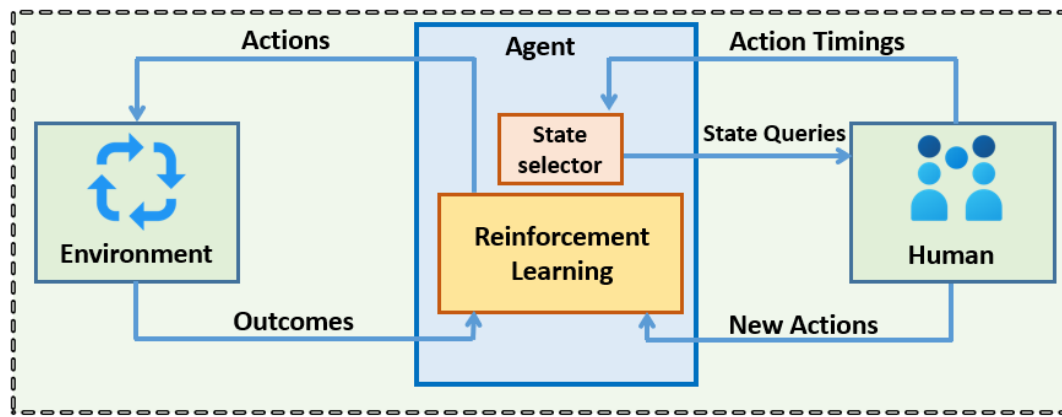 Actions
Agent
Action Timings
State
selector
State Queries
Environment
Reinforcement
Learning
Human
Outcomes
New Actions